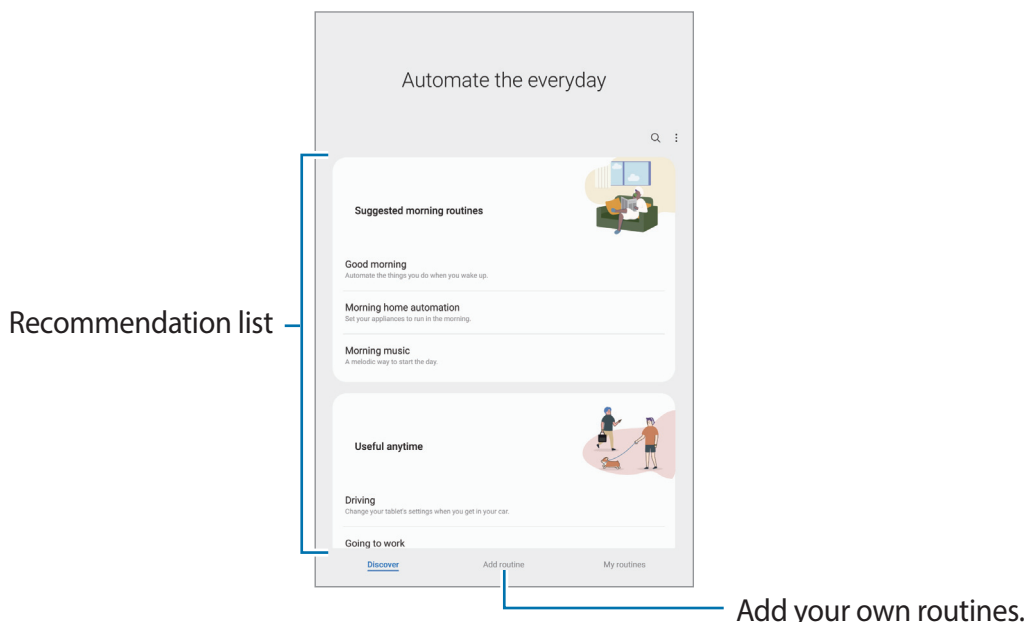 Automate the everyday
Suggested morning routines
Good morning
Automate the things you do when you wake up.
Morning home automation
Set your appliances to run in the morning.
Recommendation list
Morning music
A melodic way to start the day.
Useful anytime
Driving
Change your tablet's settings when you get in your car.
Going to work
Discover Add routine My routines
Add your own routines.